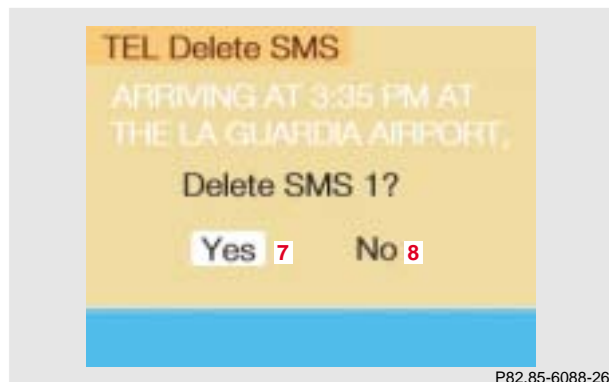 TEL Delete SMS
ARRIVING AT 3:35 PM AT
THE LA GUARDIA AIRPORT,
Delete SMS 1?
Yes 7 No 8
P82.85-6088-26